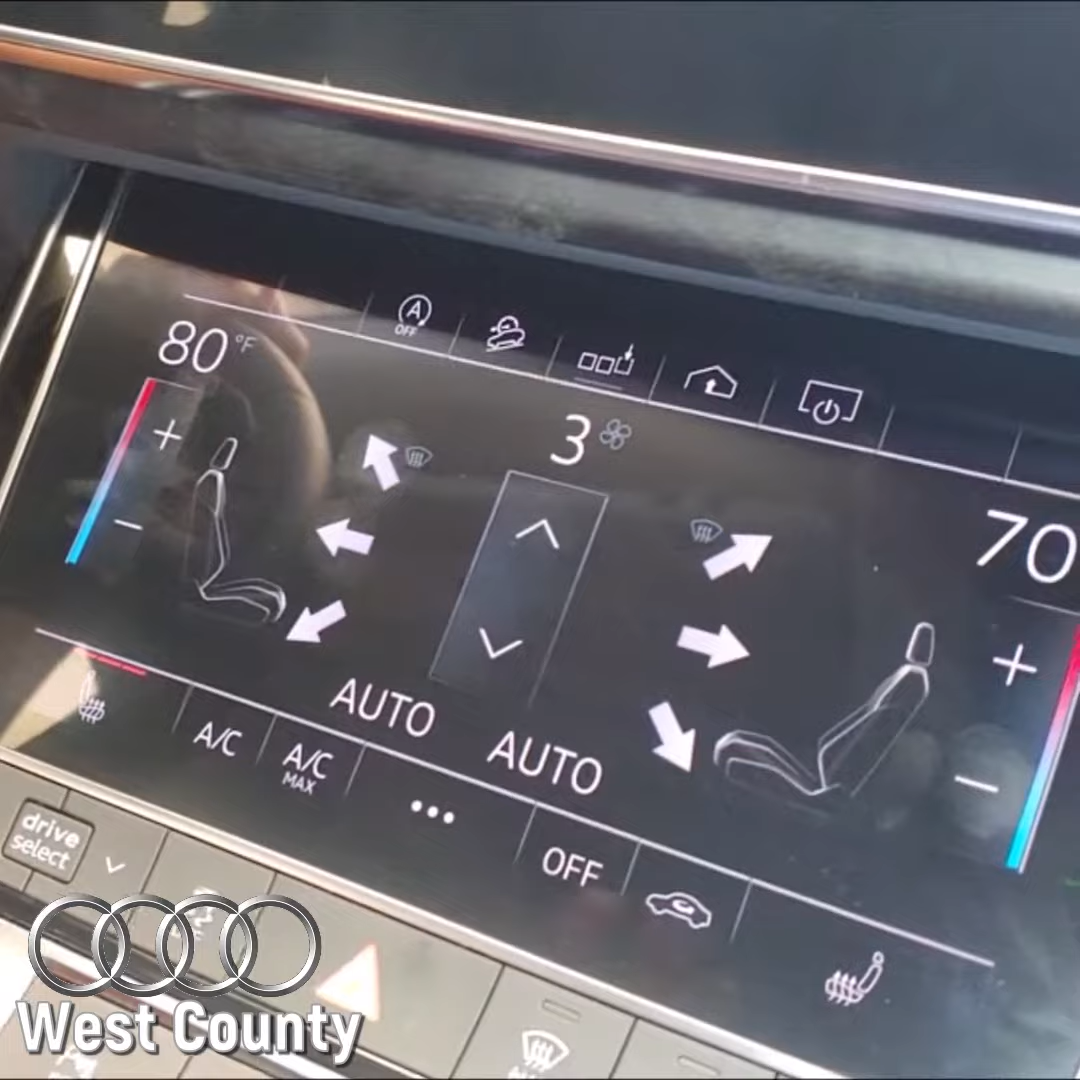 A
OFF
80 °F
3
70
AUTO
AUTO
A/C
A/C
MAX
OFF
drive
select
West County